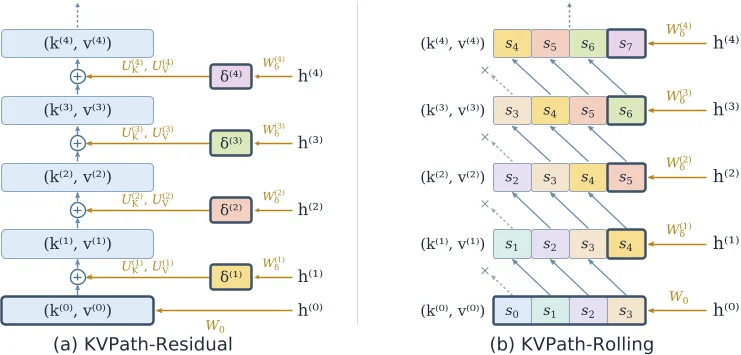 (k⁽⁴⁾, v⁽⁴⁾)
U_K⁽⁴⁾, U_V⁽⁴⁾
δ⁽⁴⁾
W_δ⁽⁴⁾
h⁽⁴⁾
(k⁽³⁾, v⁽³⁾)
U_K⁽³⁾, U_V⁽³⁾
δ⁽³⁾
W_δ⁽³⁾
h⁽³⁾
(k⁽²⁾, v⁽²⁾)
U_K⁽²⁾, U_V⁽²⁾
δ⁽²⁾
W_δ⁽²⁾
h⁽²⁾
(k⁽¹⁾, v⁽¹⁾)
U_K⁽¹⁾, U_V⁽¹⁾
δ⁽¹⁾
W_δ⁽¹⁾
h⁽¹⁾
(k⁽⁰⁾, v⁽⁰⁾)
h⁽⁰⁾
W₀
(a) KVPath-Residual
(k⁽⁴⁾, v⁽⁴⁾) s₄ s₅ s₆ s₇ W_δ⁽⁴⁾ h⁽⁴⁾
(k⁽³⁾, v⁽³⁾) s₃ s₄ s₅ s₆ W_δ⁽³⁾ h⁽³⁾
(k⁽²⁾, v⁽²⁾) s₂ s₃ s₄ s₅ W_δ⁽²⁾ h⁽²⁾
(k⁽¹⁾, v⁽¹⁾) s₁ s₂ s₃ s₄ W_δ⁽¹⁾ h⁽¹⁾
(k⁽⁰⁾, v⁽⁰⁾) s₀ s₁ s₂ s₃ W₀ h⁽⁰⁾
(b) KVPath-Rolling